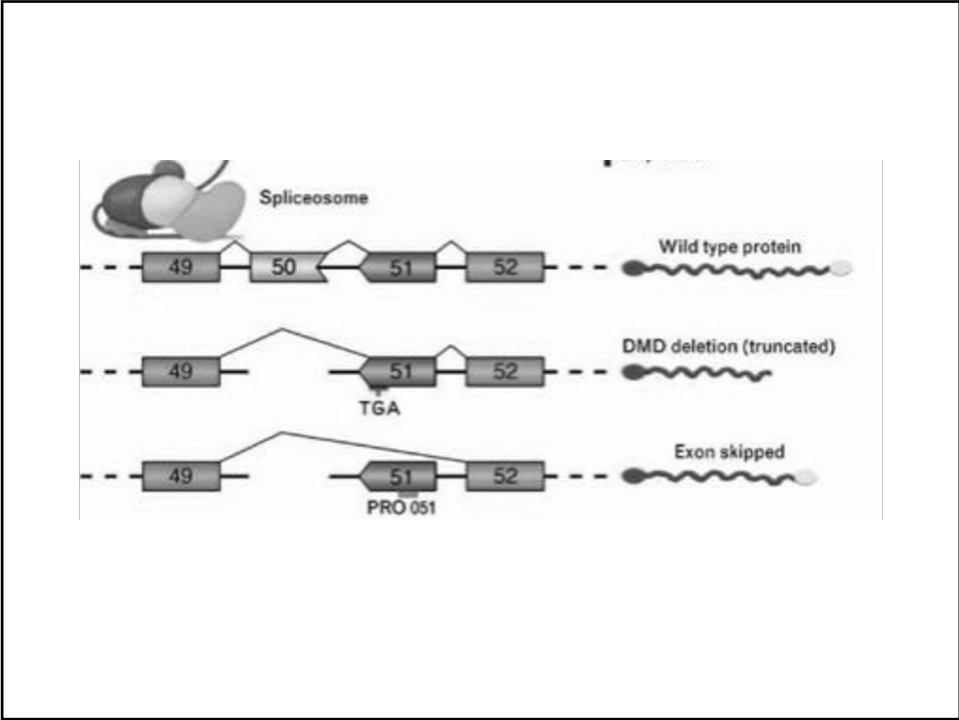 Spliceosome
Wild type protein
49 50 51 52
DMD deletion (truncated)
49 51 52
TGA
Exon skipped
49 51 52
PRO 051